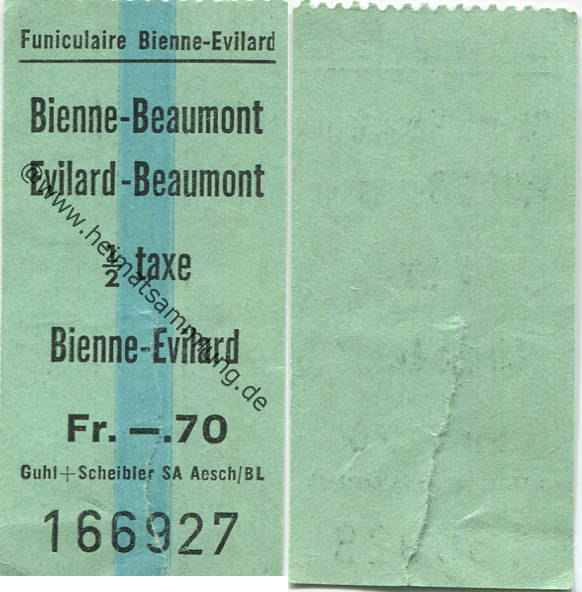 Funiculaire Bienne-Evilard
Bienne-Beaumont
Evilard-Beaumont
½ taxe
Bienne-Evilard
Fr. —.70
Guhl+Scheibler SA Aesch/BL
166927
@www.heimatsammlung.de